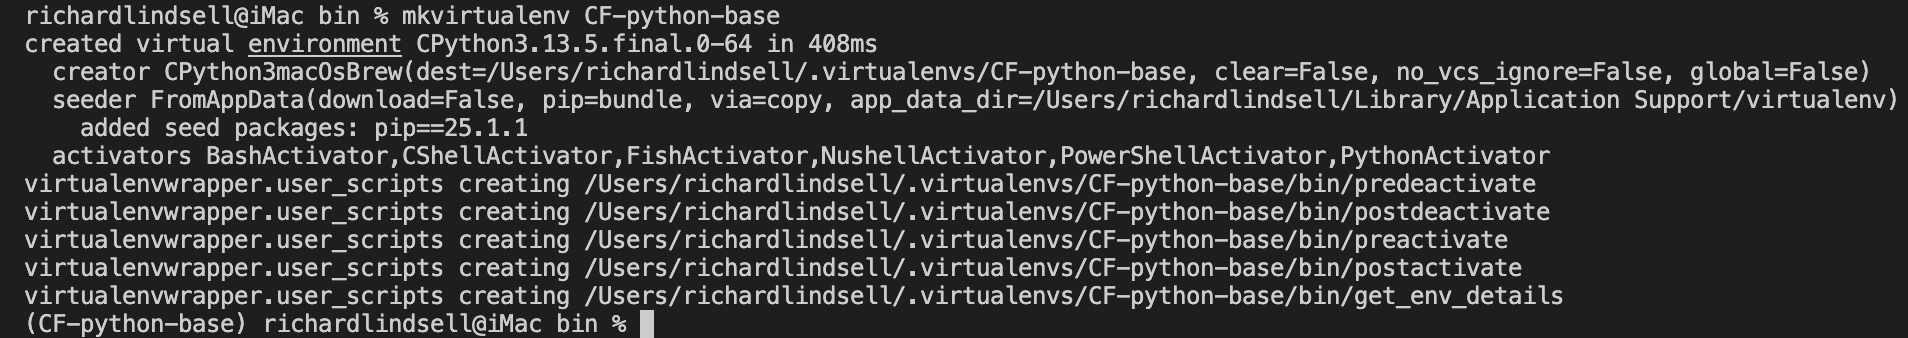 richardlindsell@iMac bin % mkvirtualenv CF-python-base
created virtual environment CPython3.13.5.final.0-64 in 408ms
  creator CPython3macOsBrew(dest=/Users/richardlindsell/.virtualenvs/CF-python-base, clear=False, no_vcs_ignore=False, global=False)
  seeder FromAppData(download=False, pip=bundle, via=copy, app_data_dir=/Users/richardlindsell/Library/Application Support/virtualenv)
    added seed packages: pip==25.1.1
  activators BashActivator,CShellActivator,FishActivator,NushellActivator,PowerShellActivator,PythonActivator
virtualenvwrapper.user_scripts creating /Users/richardlindsell/.virtualenvs/CF-python-base/bin/predeactivate
virtualenvwrapper.user_scripts creating /Users/richardlindsell/.virtualenvs/CF-python-base/bin/postdeactivate
virtualenvwrapper.user_scripts creating /Users/richardlindsell/.virtualenvs/CF-python-base/bin/preactivate
virtualenvwrapper.user_scripts creating /Users/richardlindsell/.virtualenvs/CF-python-base/bin/postactivate
virtualenvwrapper.user_scripts creating /Users/richardlindsell/.virtualenvs/CF-python-base/bin/get_env_details
(CF-python-base) richardlindsell@iMac bin %